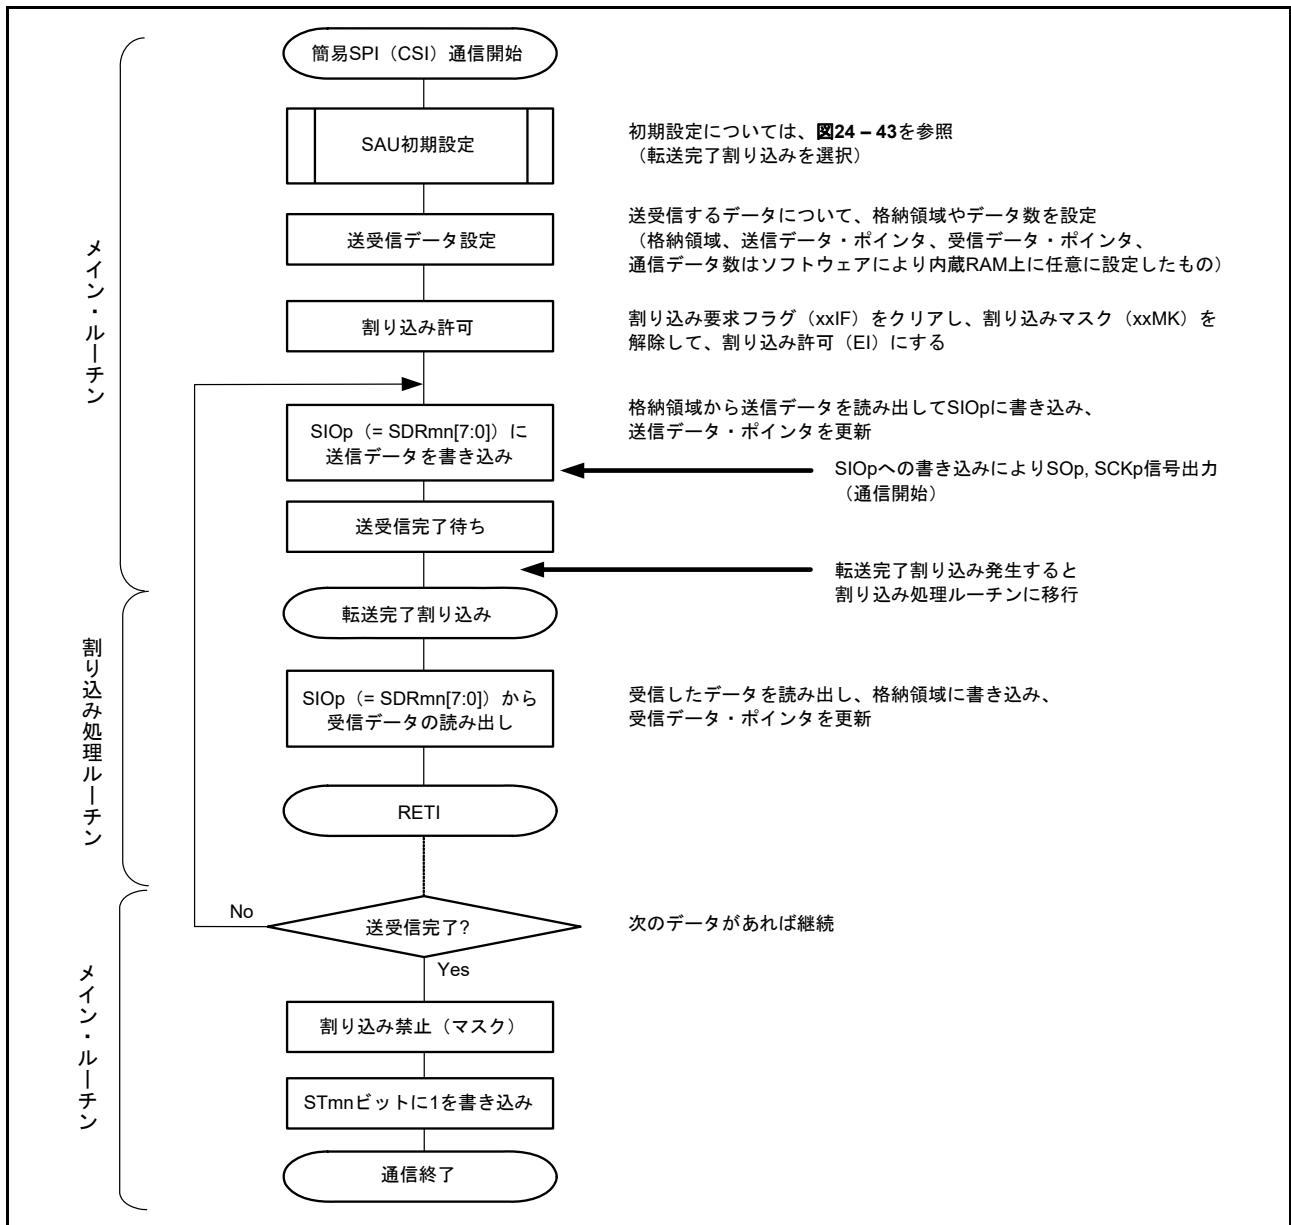 簡易SPI（CSI）通信開始
SAU初期設定
初期設定については、図24 – 43を参照
（転送完了割り込みを選択）
送受信データ設定
送受信するデータについて、格納領域やデータ数を設定
（格納領域、送信データ・ポインタ、受信データ・ポインタ、
通信データ数はソフトウェアにより内蔵RAM上に任意に設定したもの）
メイン・ルーチン
割り込み許可
割り込み要求フラグ（xxIF）をクリアし、割り込みマスク（xxMK）を
解除して、割り込み許可（EI）にする
SIOp（= SDRmn[7:0]）に
送信データを書き込み
格納領域から送信データを読み出してSIOpに書き込み、
送信データ・ポインタを更新
SIOpへの書き込みによりSOp, SCKp信号出力
（通信開始）
送受信完了待ち
転送完了割り込み発生すると
割り込み処理ルーチンに移行
転送完了割り込み
割り込み処理ルーチン
SIOp（= SDRmn[7:0]）から
受信データの読み出し
受信したデータを読み出し、格納領域に書き込み、
受信データ・ポインタを更新
RETI
No
送受信完了?
次のデータがあれば継続
Yes
メイン・ルーチン
割り込み禁止（マスク）
STmnビットに1を書き込み
通信終了